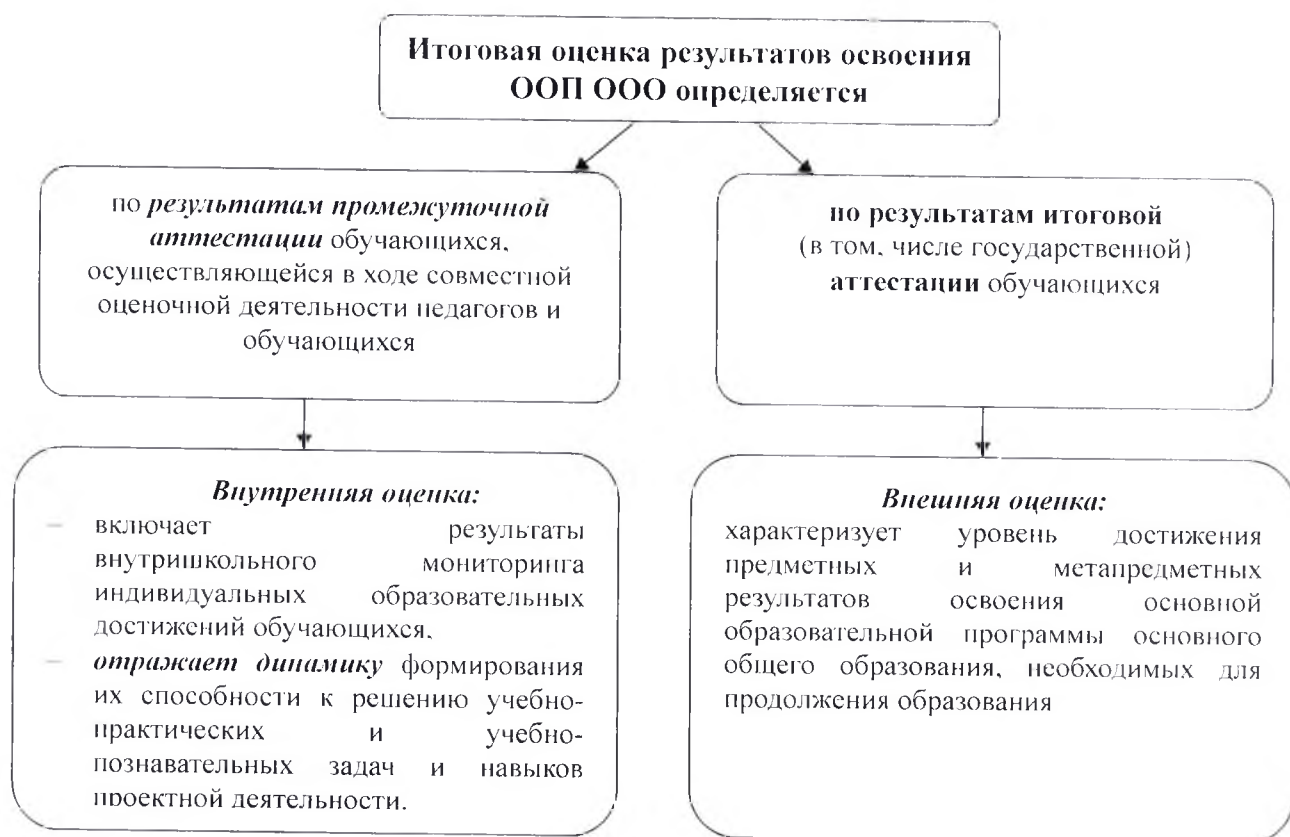 Итоговая оценка результатов освоения
ООП ООО определяется
по результатам промежуточной
аттестации обучающихся,
осуществляющейся в ходе совместной
оценочной деятельности педагогов и
обучающихся
по результатам итоговой
(в том, числе государственной)
аттестации обучающихся
Внутренняя оценка:
– включает результаты
внутришкольного мониторинга
индивидуальных образовательных
достижений обучающихся,
– отражает динамику формирования
их способности к решению учебно-
практических и учебно-
познавательных задач и навыков
проектной деятельности.
Внешняя оценка:
характеризует уровень достижения
предметных и метапредметных
результатов освоения основной
образовательной программы основного
общего образования, необходимых для
продолжения образования